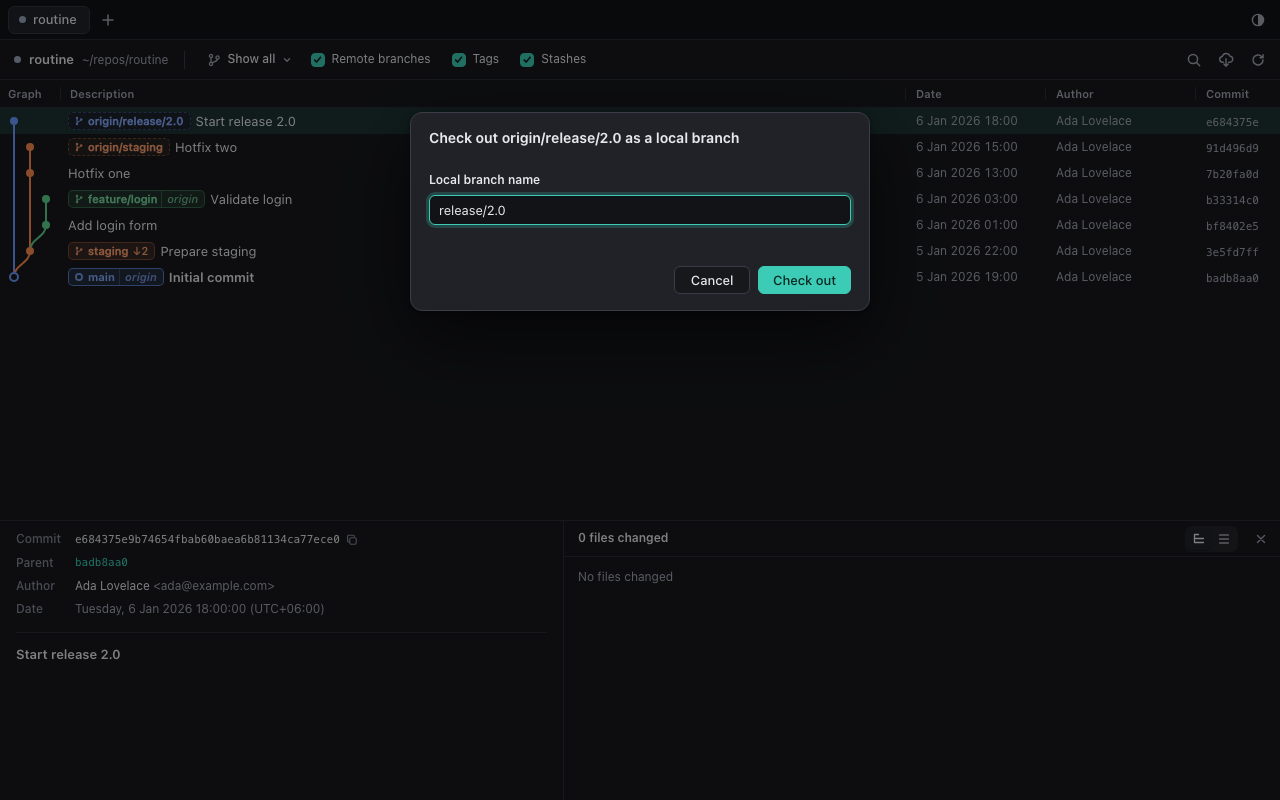 routine
routine ~/repos/routine Show all Remote branches Tags Stashes
Graph Description Date Author Commit
origin/release/2.0 Start release 2.0 6 Jan 2026 18:00 Ada Lovelace e684375e
origin/staging Hotfix two 6 Jan 2026 15:00 Ada Lovelace 91d496d9
Hotfix one 6 Jan 2026 13:00 Ada Lovelace 7b20fa0d
feature/login origin Validate login 6 Jan 2026 03:00 Ada Lovelace b33314c0
Add login form 6 Jan 2026 01:00 Ada Lovelace bf8402e5
staging ↓2 Prepare staging 5 Jan 2026 22:00 Ada Lovelace 3e5fd7ff
main origin Initial commit 5 Jan 2026 19:00 Ada Lovelace badb8aa0
Check out origin/release/2.0 as a local branch
Local branch name
release/2.0
Cancel Check out
Commit e684375e9b74654fbab60baea6b81134ca77ece0
Parent badb8aa0
Author Ada Lovelace <ada@example.com>
Date Tuesday, 6 Jan 2026 18:00:00 (UTC+06:00)
Start release 2.0
0 files changed
No files changed